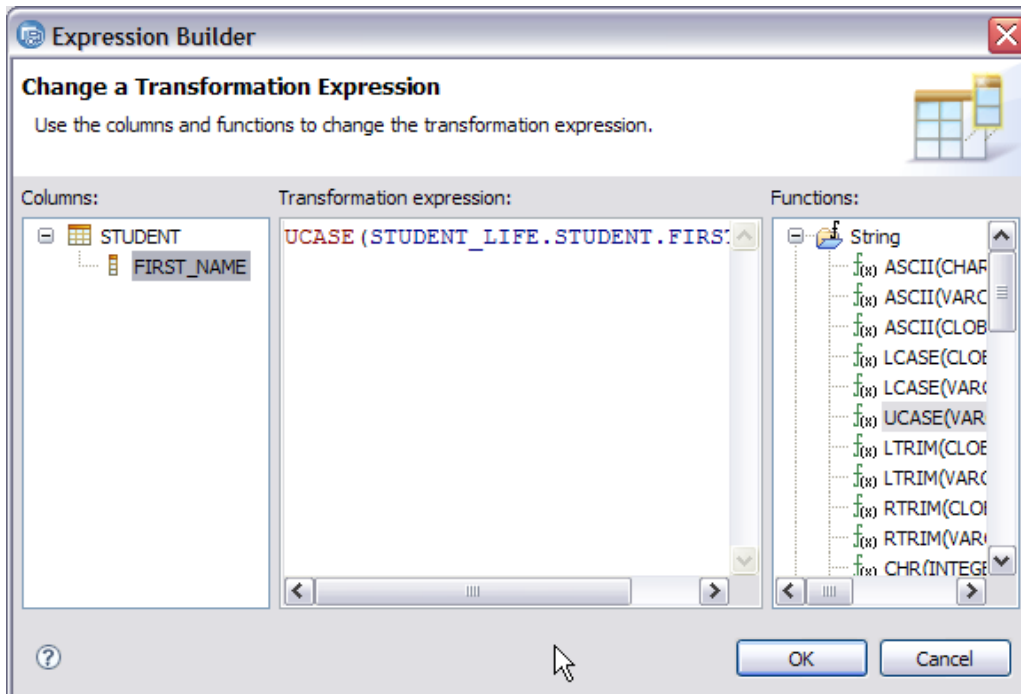 Expression Builder
Change a Transformation Expression
Use the columns and functions to change the transformation expression.
Columns:
STUDENT
FIRST_NAME
Transformation expression:
UCASE(STUDENT_LIFE.STUDENT.FIRST
Functions:
String
f(x) ASCII(CHAR
f(x) ASCII(VARC
f(x) ASCII(CLOB
f(x) LCASE(CLOB
f(x) LCASE(VARC
f(x) UCASE(VAR
f(x) LTRIM(CLOB
f(x) LTRIM(VARC
f(x) RTRIM(CLOB
f(x) RTRIM(VAR
f(x) CHR(INTEGE
OK
Cancel